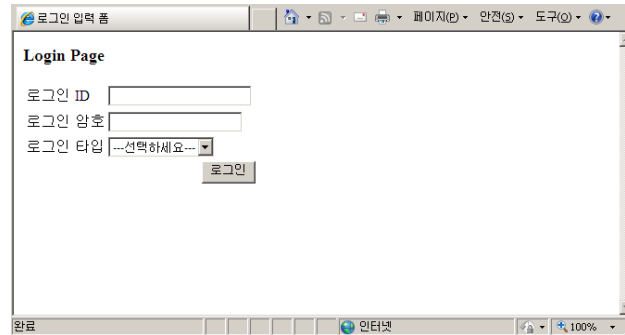 로그인 입력 폼
페이지(P) 안전(S) 도구(O)
Login Page
로그인 ID
로그인 암호
로그인 타입 ---선택하세요---
로그인
완료 인터넷 100%